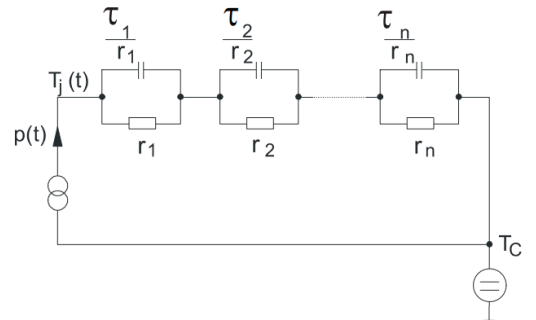 τ1 τ2 τn
r1 r2 rn
Tj(t)
p(t)
r1 r2 rn
TC